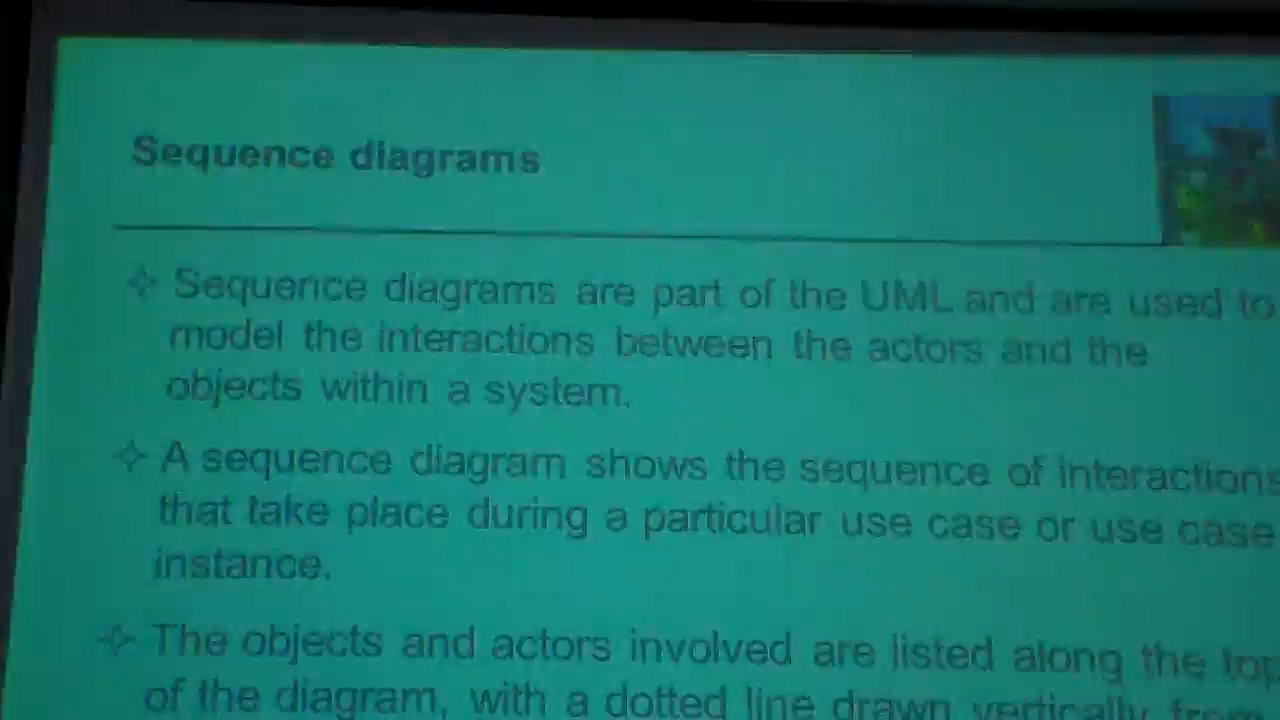 Sequence diagrams
✧ Sequence diagrams are part of the UML and are used to
model the interactions between the actors and the
objects within a system.
✧ A sequence diagram shows the sequence of interactions
that take place during a particular use case or use case
instance.
✧ The objects and actors involved are listed along the top
of the diagram, with a dotted line drawn vertically from